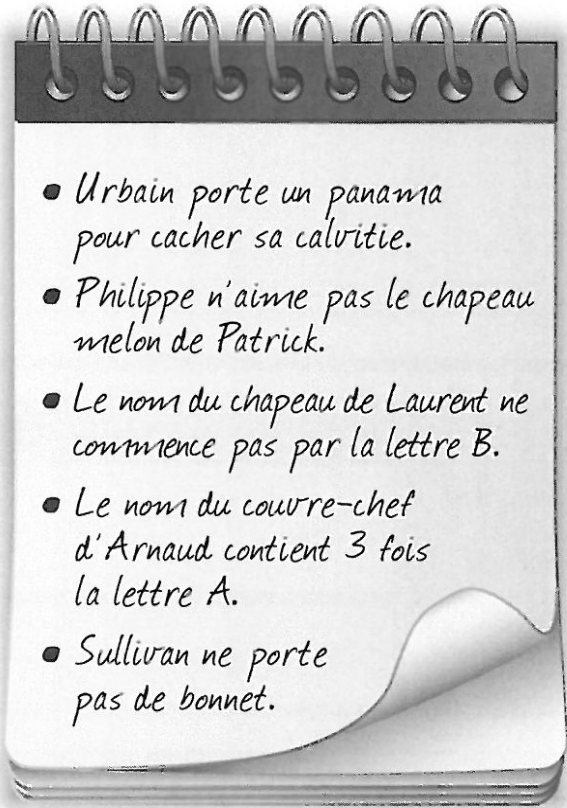 • Urbain porte un panama
pour cacher sa calvitie.
• Philippe n'aime pas le chapeau
melon de Patrick.
• Le nom du chapeau de Laurent ne
commence pas par la lettre B.
• Le nom du couvre-chef
d'Arnaud contient 3 fois
la lettre A.
• Sullivan ne porte
pas de bonnet.